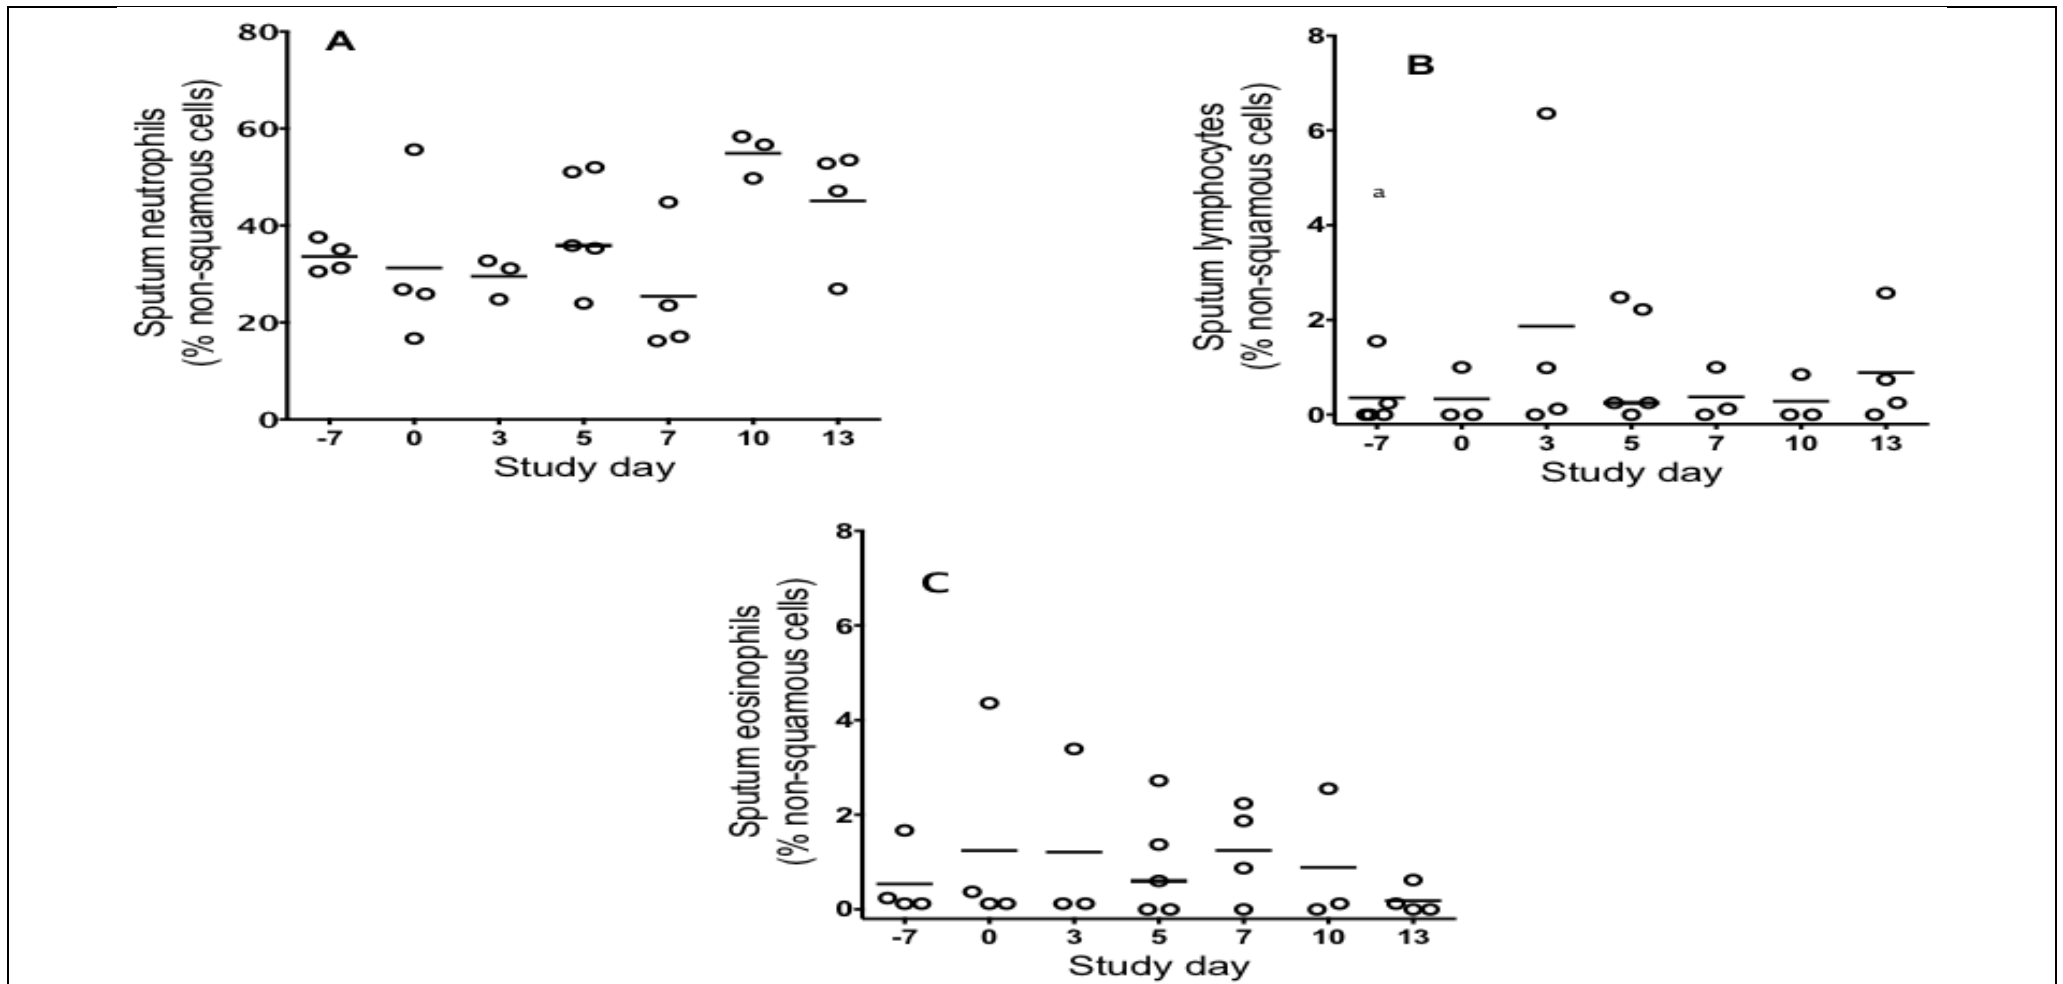 A
Sputum neutrophils
(% non-squamous cells)
80
60
40
20
0
-7 0 3 5 7 10 13
Study day
B
Sputum lymphocytes
(% non-squamous cells)
8
6
4
2
0
a
-7 0 3 5 7 10 13
Study day
C
Sputum eosinophils
(% non-squamous cells)
8
6
4
2
0
-7 0 3 5 7 10 13
Study day